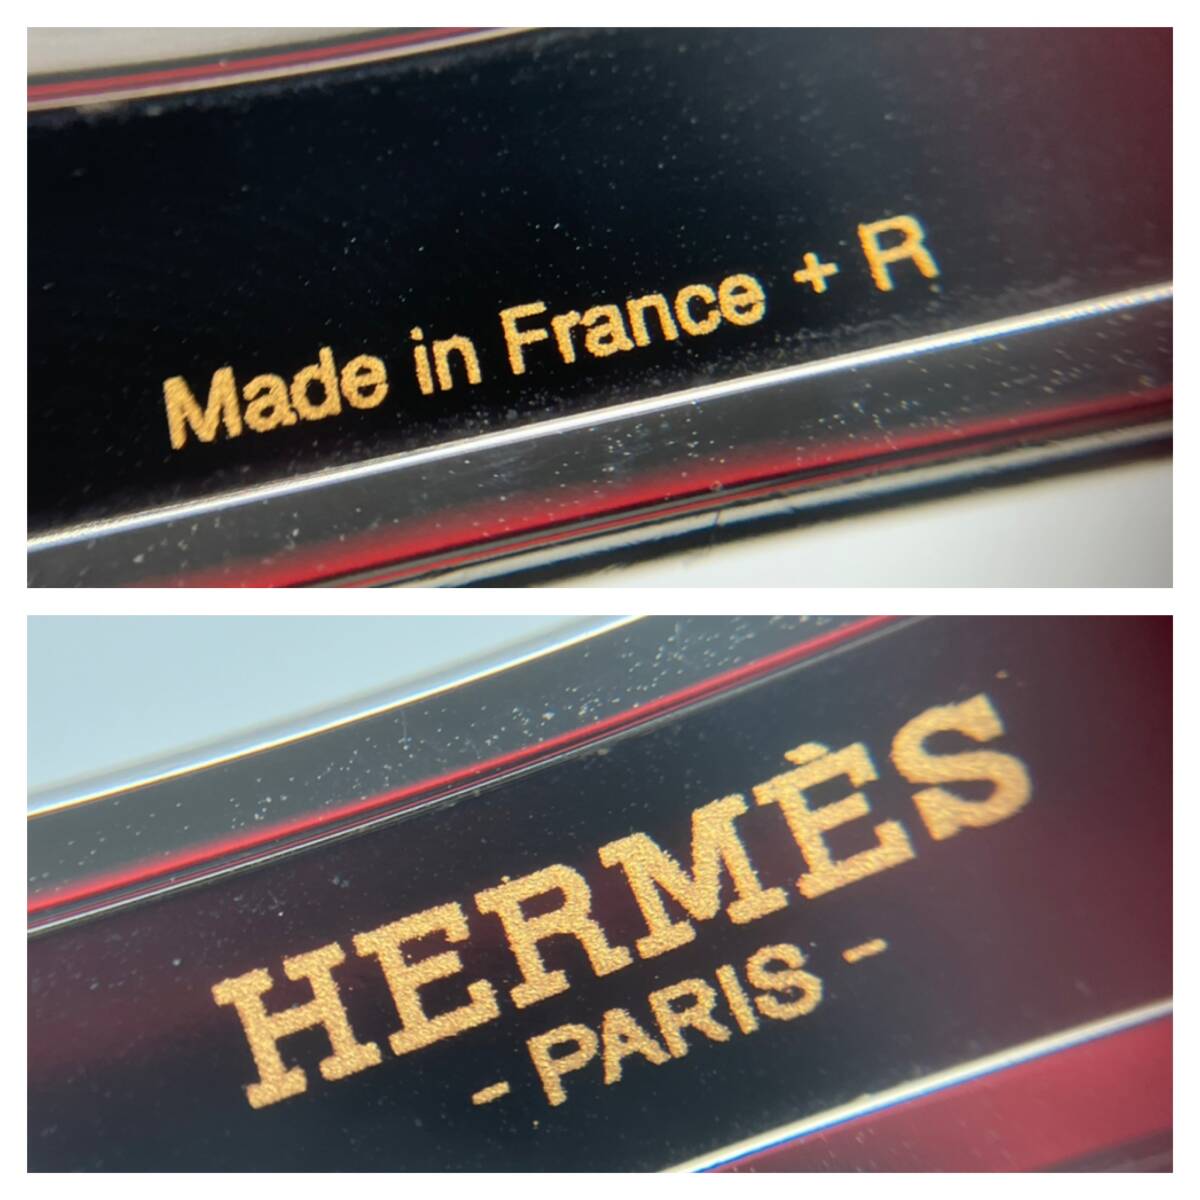 Made in France + R
HERMÈS
- PARIS -